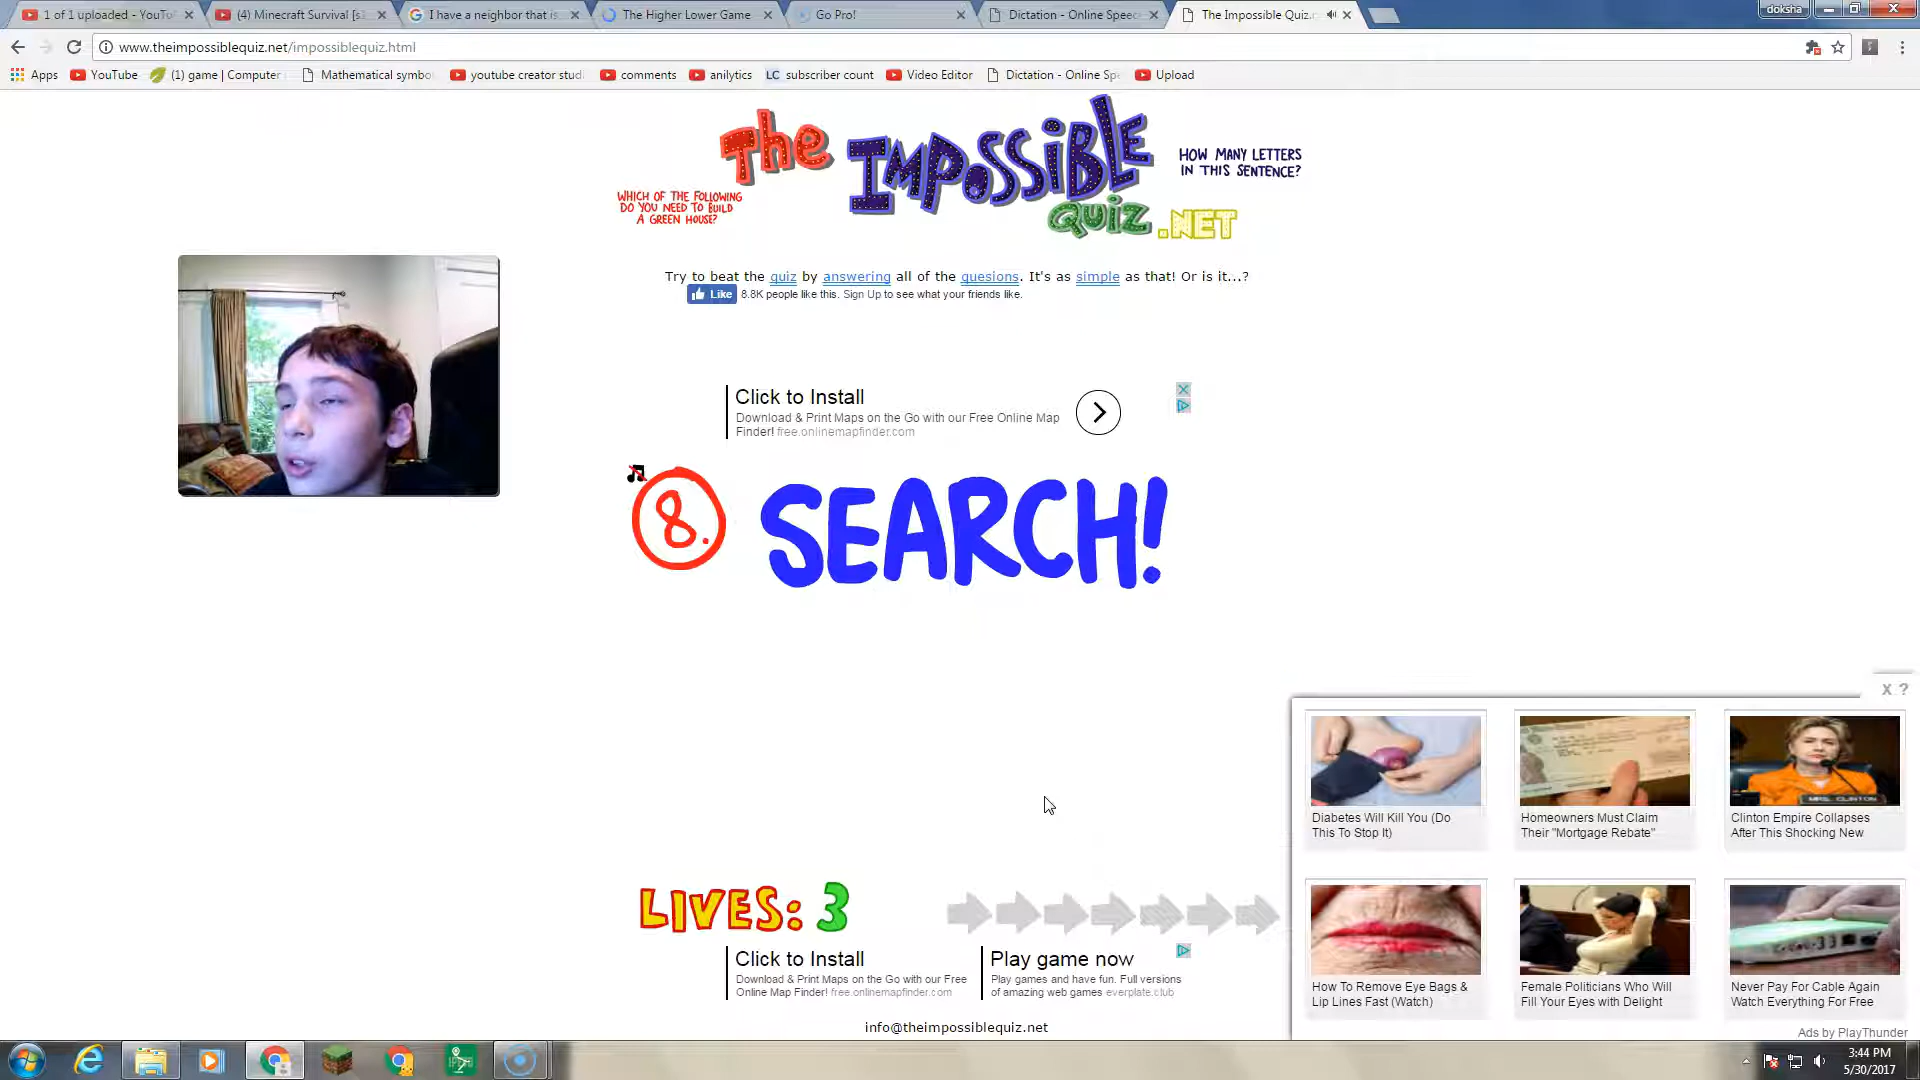 1 of 1 uploaded - YouTu
(4) Minecraft Survival [s
I have a neighbor that is
The Higher Lower Game
Go Pro!
Dictation - Online Speec
The Impossible Quiz.n
doksha
www.theimpossiblequiz.net/impossiblequiz.html
Apps
YouTube
(1) game | Computer
Mathematical symbo
youtube creator studi
comments
anilytics
LC subscriber count
Video Editor
Dictation - Online Spe
Upload
The Impossible Quiz .NET
WHICH OF THE FOLLOWING
DO YOU NEED TO BUILD
A GREEN HOUSE?
HOW MANY LETTERS
IN THIS SENTENCE?
Try to beat the quiz by answering all of the quesions. It's as simple as that! Or is it...?
Like 8.8K people like this. Sign Up to see what your friends like.
Click to Install
Download & Print Maps on the Go with our Free Online Map
Finder! free.onlinemapfinder.com
8. SEARCH!
X ?
Diabetes Will Kill You (Do
This To Stop It)
Homeowners Must Claim
Their "Mortgage Rebate"
MRS. CLINTON
Clinton Empire Collapses
After This Shocking New
LIVES: 3
Click to Install
Download & Print Maps on the Go with our Free
Online Map Finder! free.onlinemapfinder.com
Play game now
Play games and have fun. Full versions
of amazing web games everplate.club
How To Remove Eye Bags &
Lip Lines Fast (Watch)
Female Politicians Who Will
Fill Your Eyes with Delight
Never Pay For Cable Again
Watch Everything For Free
info@theimpossiblequiz.net
Ads by PlayThunder
3:44 PM
5/30/2017